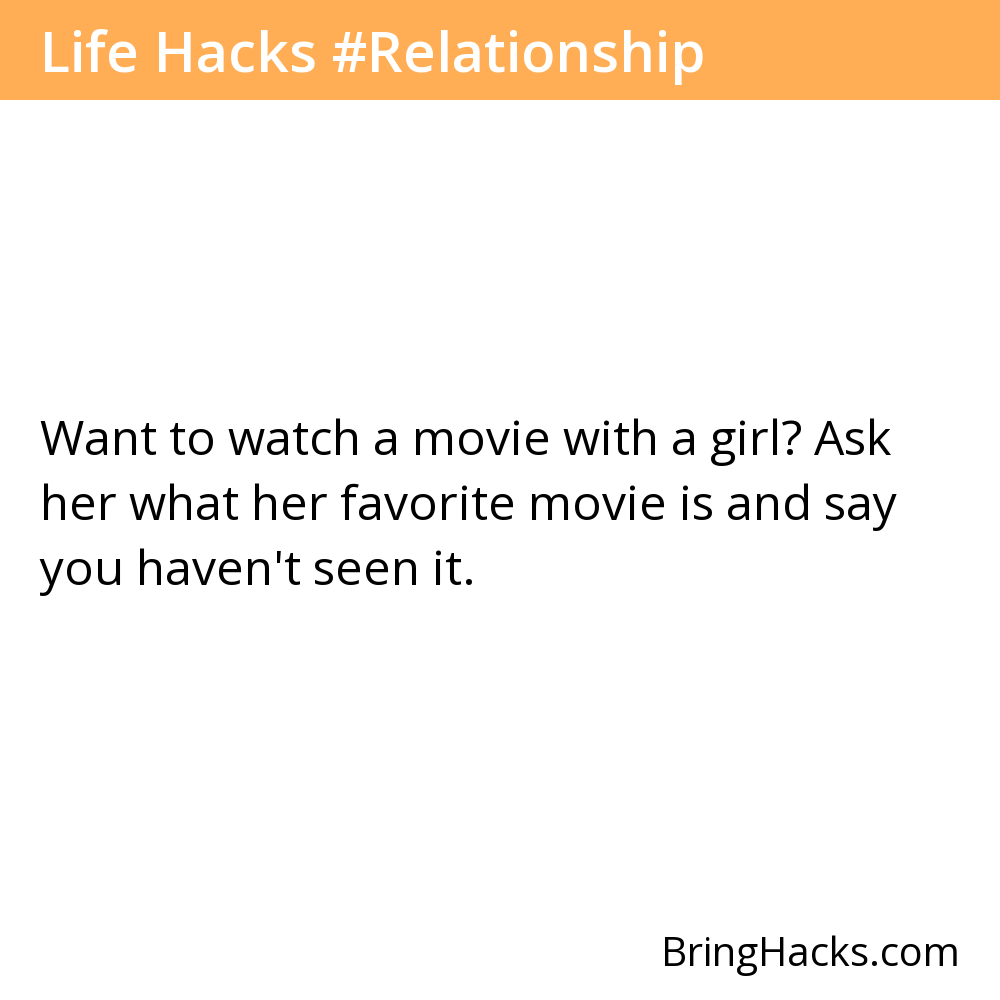 Life Hacks #Relationship
Want to watch a movie with a girl? Ask
her what her favorite movie is and say
you haven't seen it.
BringHacks.com